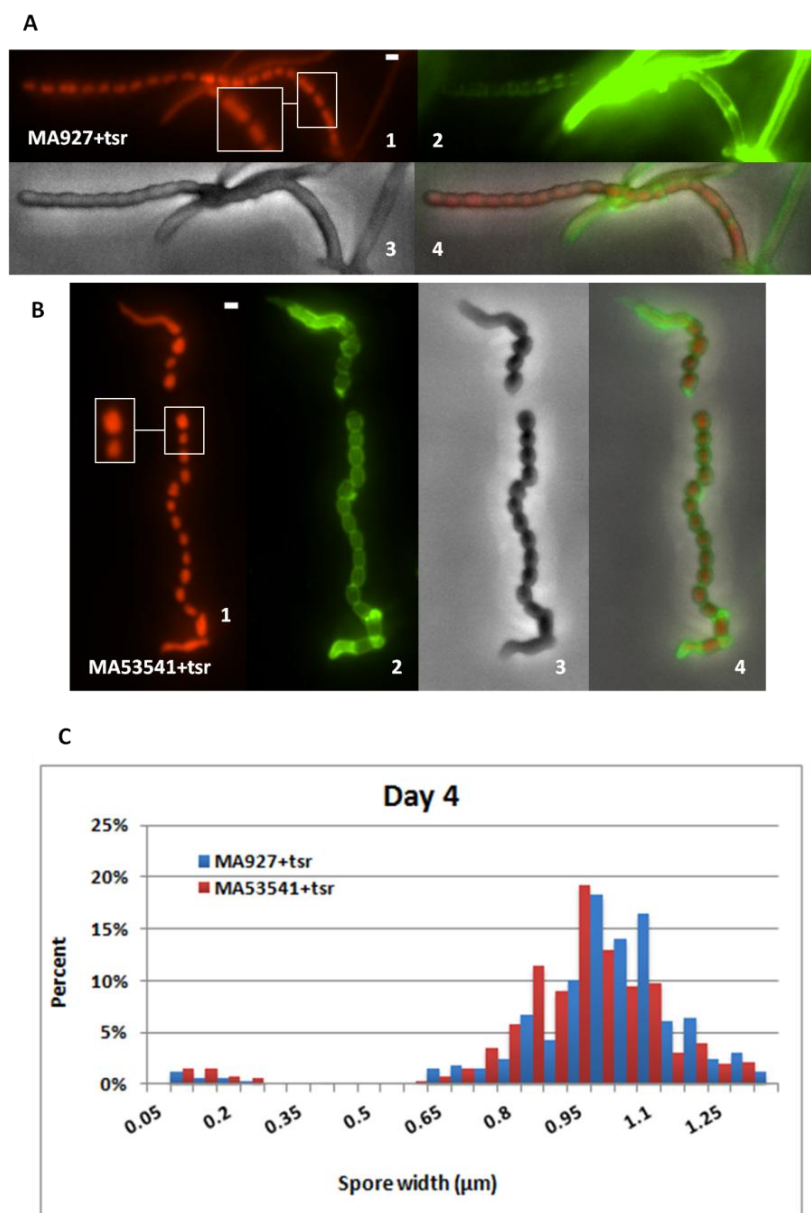 A
MA927+tsr
1
2
3
4
B
MA53541+tsr
1
2
3
4
C
Day 4
25%
20%
15%
10%
5%
0%
Percent
MA927+tsr
MA53541+tsr
0.05 0.2 0.35 0.5 0.65 0.8 0.95 1.1 1.25
Spore width (µm)